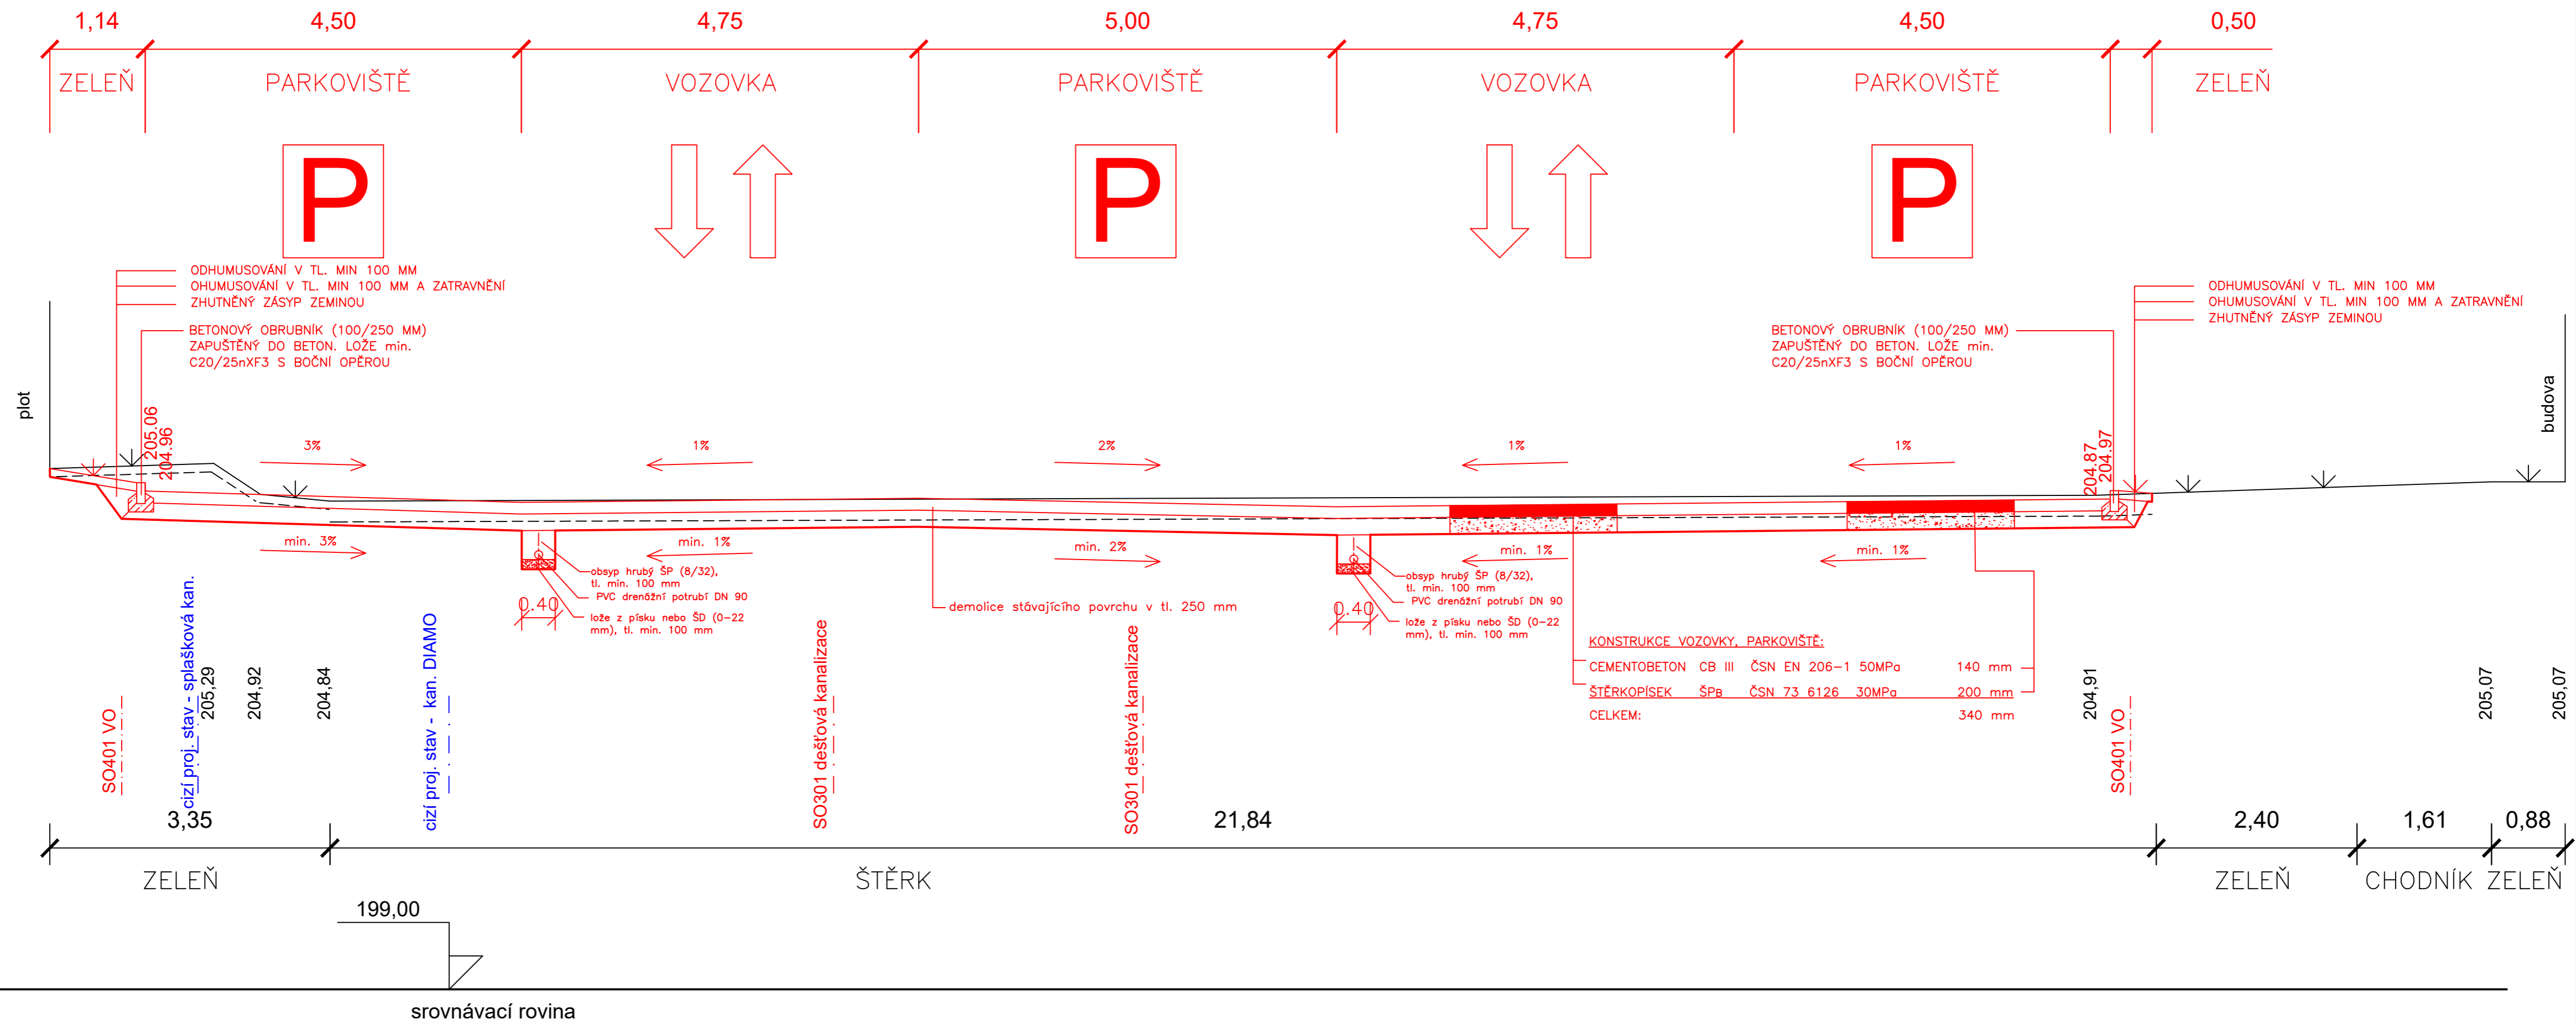 1,14
4,50
4,75
5,00
4,75
4,50
0,50
ZELEŇ
PARKOVIŠTĚ
VOZOVKA
PARKOVIŠTĚ
VOZOVKA
PARKOVIŠTĚ
ZELEŇ
P
P
P
ODHUMUSOVÁNÍ V TL. MIN 100 MM
OHUMUSOVÁNÍ V TL. MIN 100 MM A ZATRAVNĚNÍ
ZHUTNĚNÝ ZÁSYP ZEMINOU
BETONOVÝ OBRUBNÍK (100/250 MM)
ZAPUŠTĚNÝ DO BETON. LOŽE min.
C20/25nXF3 S BOČNÍ OPĚROU
BETONOVÝ OBRUBNÍK (100/250 MM)
ZAPUŠTĚNÝ DO BETON. LOŽE min.
C20/25nXF3 S BOČNÍ OPĚROU
ODHUMUSOVÁNÍ V TL. MIN 100 MM
OHUMUSOVÁNÍ V TL. MIN 100 MM A ZATRAVNĚNÍ
ZHUTNĚNÝ ZÁSYP ZEMINOU
plot
budova
205.06
204.96
3%
1%
2%
1%
1%
204.87
204.97
min. 3%
min. 1%
min. 2%
min. 1%
min. 1%
obsyp hrubý ŠP (8/32),
tl. min. 100 mm
PVC drenážní potrubí DN 90
lože z písku nebo ŠD (0-22
mm), tl. min. 100 mm
0.40
demolice stávajícího povrchu v tl. 250 mm
obsyp hrubý ŠP (8/32),
tl. min. 100 mm
PVC drenážní potrubí DN 90
lože z písku nebo ŠD (0-22
mm), tl. min. 100 mm
0.40
KONSTRUKCE VOZOVKY, PARKOVIŠTĚ:
CEMENTOBETON CB III ČSN EN 206-1 50MPa 140 mm
ŠTĚRKOPÍSEK ŠPB ČSN 73 6126 30MPa 200 mm
CELKEM: 340 mm
SO401 VO
cizí proj. stav - splašková kan.
205,29
204,92
204,84
cizí proj. stav - kan. DIAMO
SO301 dešťová kanalizace
SO301 dešťová kanalizace
204,91
SO401 VO
205,07
205,07
3,35
21,84
2,40
1,61
0,88
ZELEŇ
ŠTĚRK
ZELEŇ
CHODNÍK
ZELEŇ
199,00
srovnávací rovina